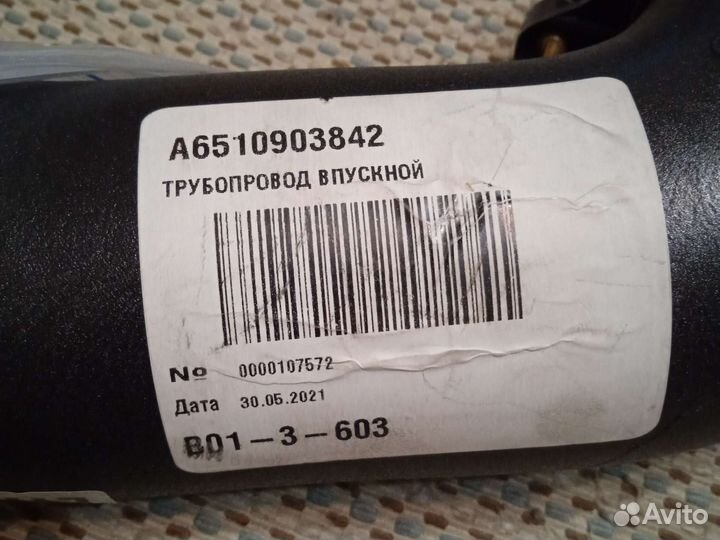 A6510903842
ТРУБОПРОВОД ВПУСКНОЙ
№ 0000107572
Дата 30.05.2021
B01-3-603
Avito